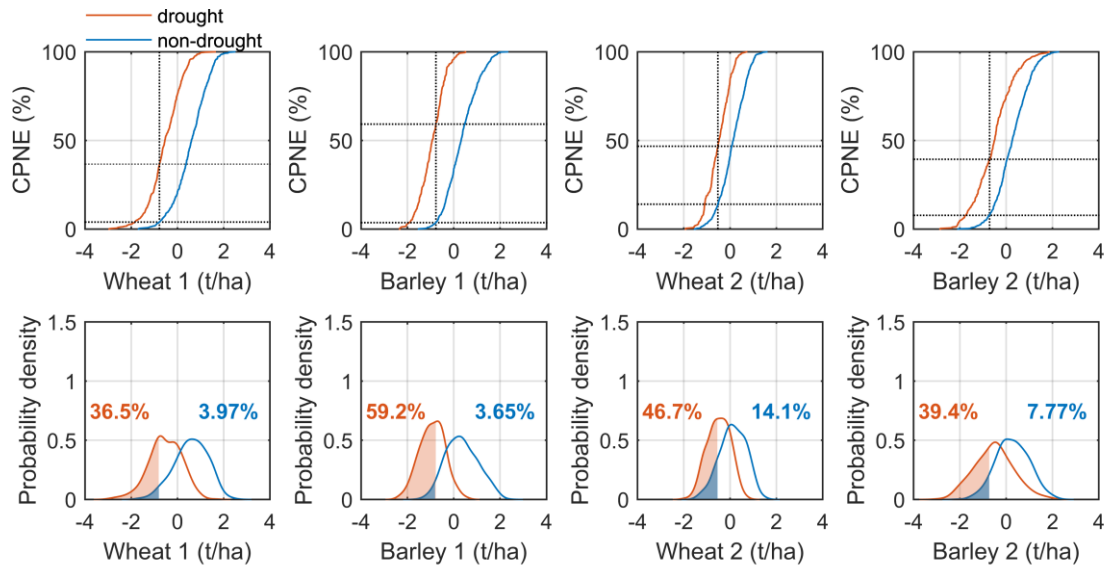 drought
non-drought
100
50
0
CPNE (%)
-4 -2 0 2 4
Wheat 1 (t/ha)
100
50
0
CPNE (%)
-4 -2 0 2 4
Barley 1 (t/ha)
100
50
0
CPNE (%)
-4 -2 0 2 4
Wheat 2 (t/ha)
100
50
0
CPNE (%)
-4 -2 0 2 4
Barley 2 (t/ha)
1.5
1
0.5
0
Probability density
36.5% 3.97%
-4 -2 0 2 4
Wheat 1 (t/ha)
1.5
1
0.5
0
Probability density
59.2% 3.65%
-4 -2 0 2 4
Barley 1 (t/ha)
1.5
1
0.5
0
Probability density
46.7% 14.1%
-4 -2 0 2 4
Wheat 2 (t/ha)
1.5
1
0.5
0
Probability density
39.4% 7.77%
-4 -2 0 2 4
Barley 2 (t/ha)